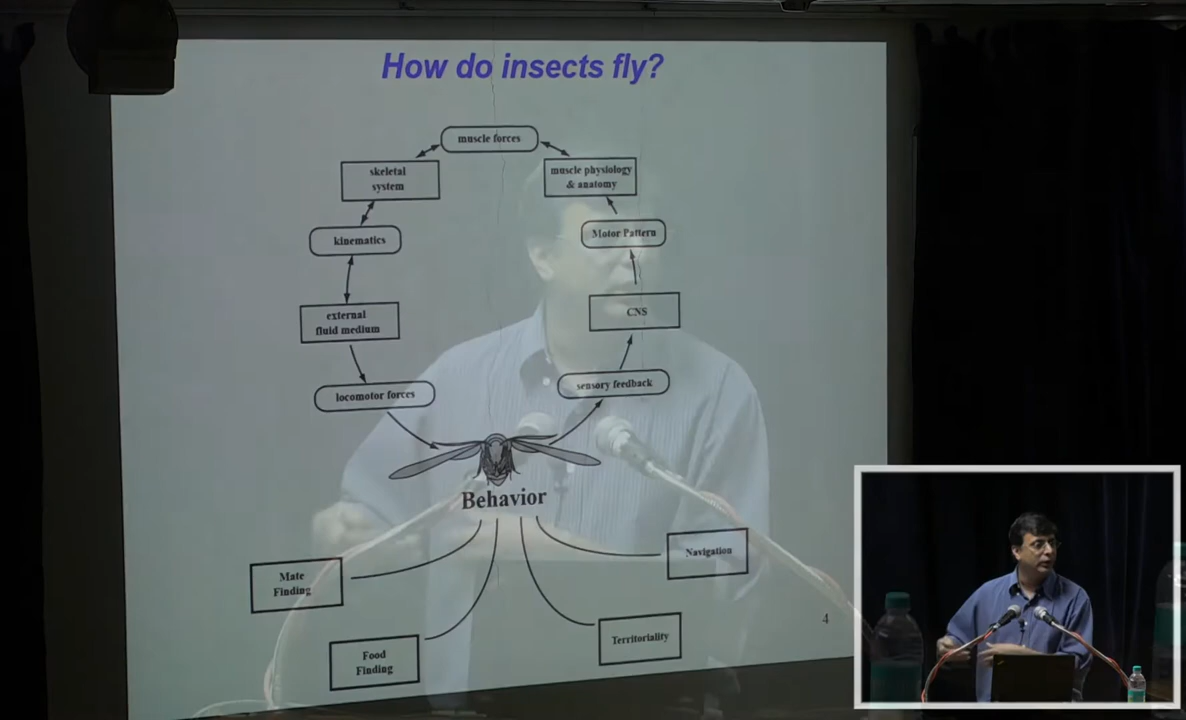 How do insects fly?
muscle forces
skeletal
system
muscle physiology
& anatomy
kinematics
Motor Pattern
external
fluid medium
CNS
locomotor forces
sensory feedback
Behavior
Mate
Finding
Navigation
Food
Finding
Territoriality
4